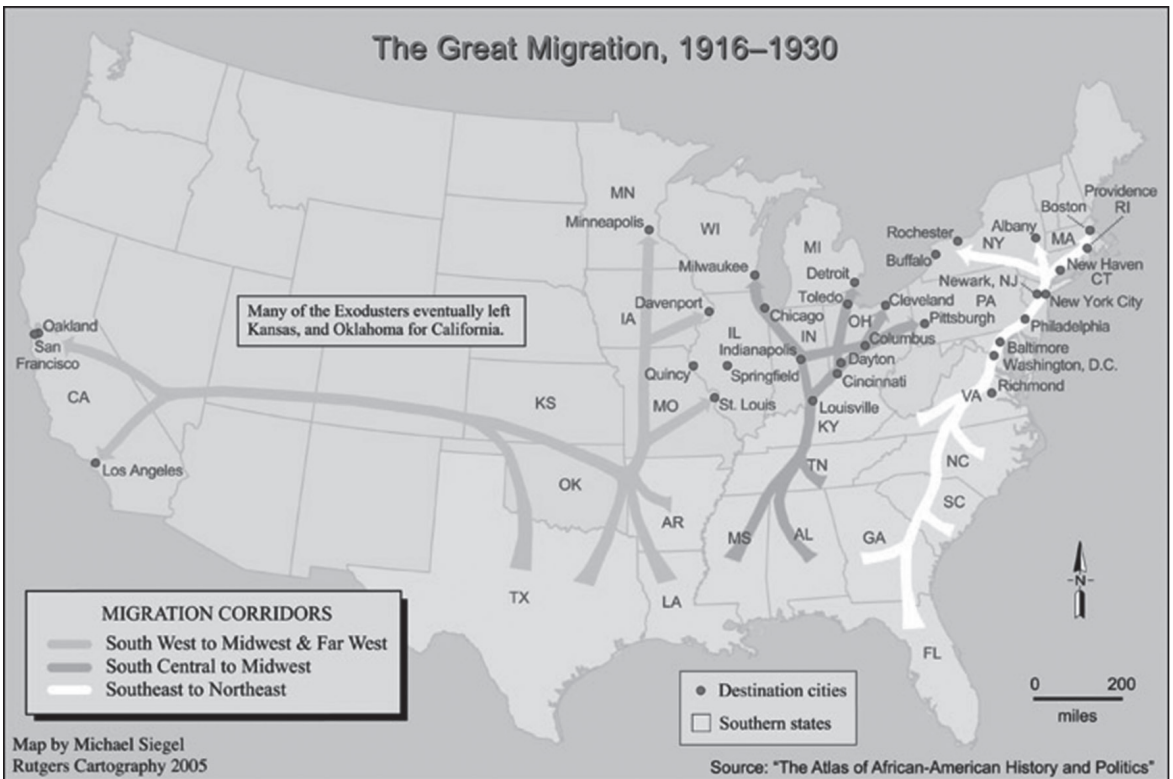 The Great Migration, 1916–1930
MN
Minneapolis
WI
Milwaukee
MI
Detroit
Toledo
Rochester
Buffalo
Albany
NY
Boston
Providence
RI
MA
New Haven
CT
Newark, NJ
New York City
PA
Cleveland
Pittsburgh
Philadelphia
Baltimore
Washington, D.C.
Richmond
VA
OH
Columbus
Dayton
Cincinnati
IN
Indianapolis
Chicago
Davenport
IA
IL
Quincy
Springfield
St. Louis
MO
Louisville
KY
Many of the Exodusters eventually left
Kansas, and Oklahoma for California.
Oakland
San
Francisco
CA
Los Angeles
KS
OK
AR
TN
NC
SC
MS
AL
GA
TX
LA
FL
MIGRATION CORRIDORS
South West to Midwest & Far West
South Central to Midwest
Southeast to Northeast
Destination cities
Southern states
N
0 200
miles
Map by Michael Siegel
Rutgers Cartography 2005
Source: "The Atlas of African-American History and Politics"